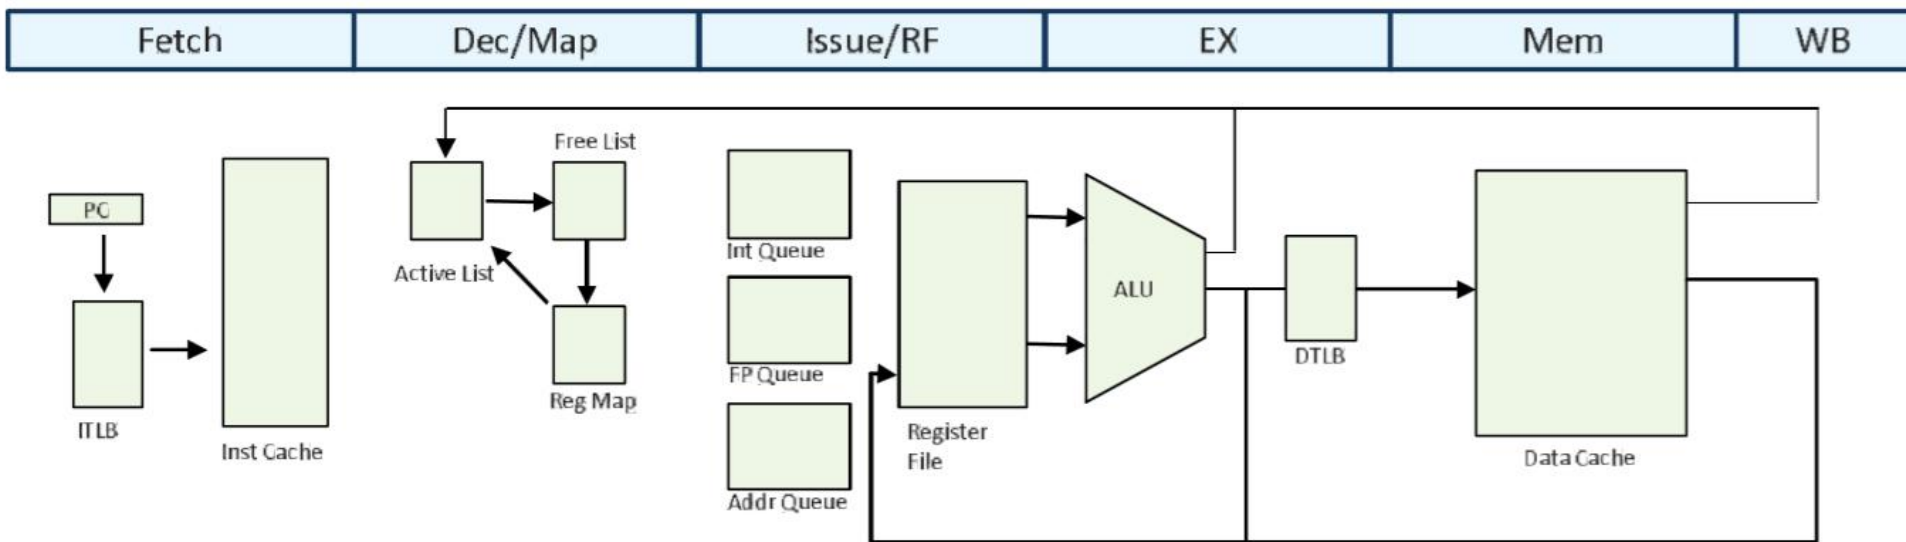 Fetch
Dec/Map
Issue/RF
EX
Mem
WB
PC
ITLB
Inst Cache
Active List
Free List
Reg Map
Int Queue
FP Queue
Addr Queue
Register
File
ALU
DTLB
Data Cache